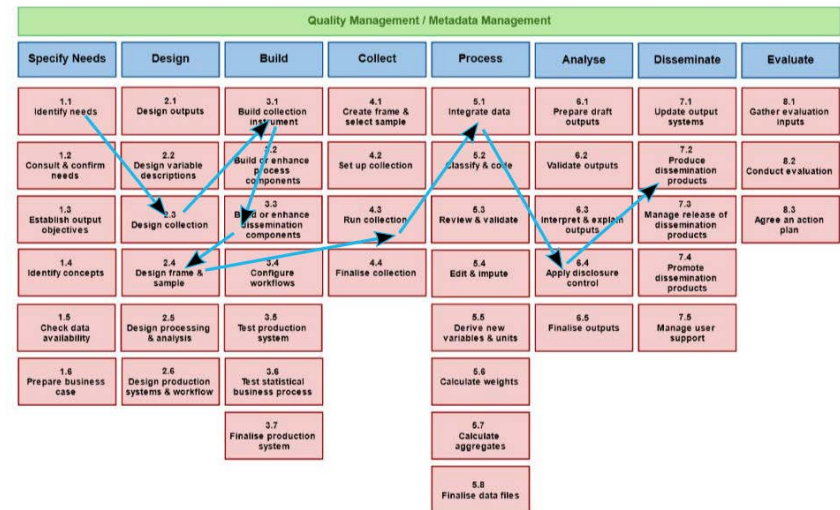 Quality Management / Metadata Management
Specify Needs
Design
Build
Collect
Process
Analyse
Disseminate
Evaluate
1.1
Identify needs
1.2
Consult & confirm
needs
1.3
Establish output
objectives
1.4
Identify concepts
1.5
Check data
availability
1.6
Prepare business
case
2.1
Design outputs
2.2
Design variable
descriptions
2.3
Design collection
2.4
Design frame &
sample
2.5
Design processing
& analysis
2.6
Design production
systems & workflow
3.1
Build collection
instrument
3.2
Build or enhance
process
components
3.3
Build or enhance
dissemination
components
3.4
Configure
workflows
3.5
Test production
system
3.6
Test statistical
business process
3.7
Finalise production
system
4.1
Create frame &
select sample
4.2
Set up collection
4.3
Run collection
4.4
Finalise collection
5.1
Integrate data
5.2
Classify & code
5.3
Review & validate
5.4
Edit & impute
5.5
Derive new
variables & units
5.6
Calculate weights
5.7
Calculate
aggregates
5.8
Finalise data files
6.1
Prepare draft
outputs
6.2
Validate outputs
6.3
Interpret & explain
outputs
6.4
Apply disclosure
control
6.5
Finalise outputs
7.1
Update output
systems
7.2
Produce
dissemination
products
7.3
Manage release of
dissemination
products
7.4
Promote
dissemination
products
7.5
Manage user
support
8.1
Gather evaluation
inputs
8.2
Conduct evaluation
8.3
Agree an action
plan